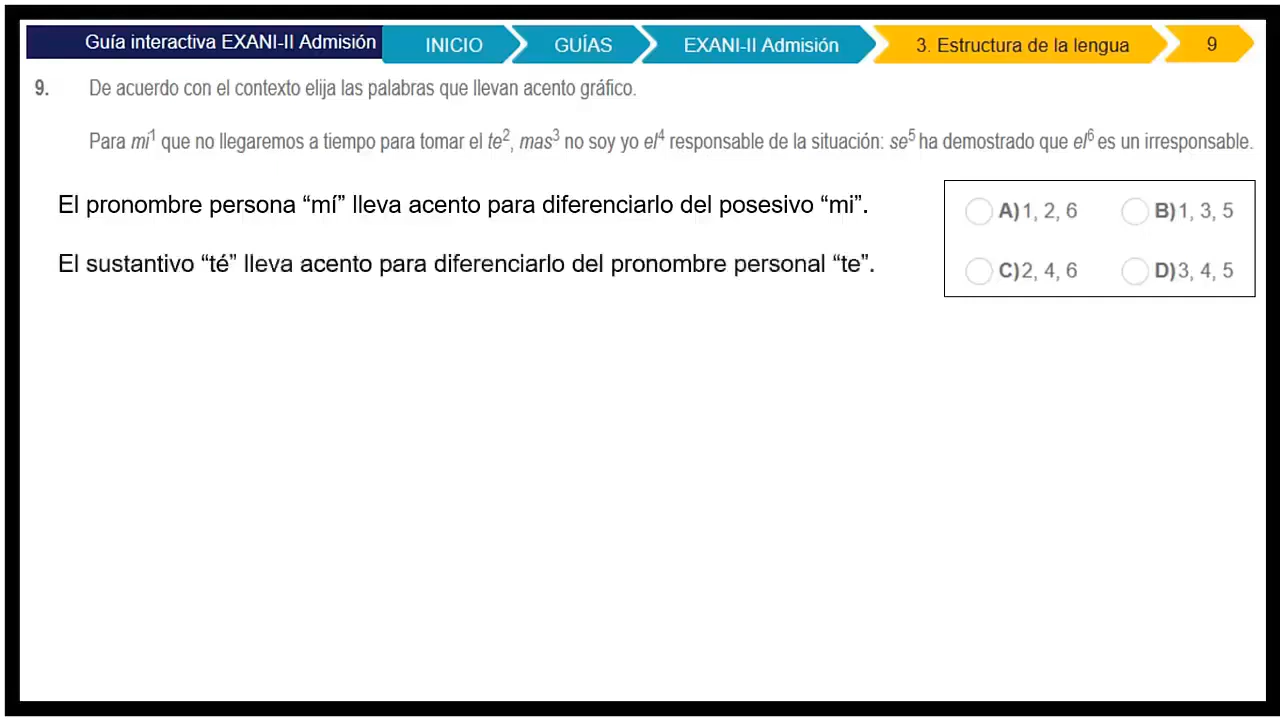 Guía interactiva EXANI-II Admisión INICIO GUÍAS EXANI-II Admisión 3. Estructura de la lengua 9
9. De acuerdo con el contexto elija las palabras que llevan acento gráfico.
Para mi¹ que no llegaremos a tiempo para tomar el te², mas³ no soy yo el⁴ responsable de la situación: se⁵ ha demostrado que el⁶ es un irresponsable.
El pronombre persona “mí” lleva acento para diferenciarlo del posesivo “mi”.
El sustantivo “té” lleva acento para diferenciarlo del pronombre personal “te”.
A) 1, 2, 6 B) 1, 3, 5
C) 2, 4, 6 D) 3, 4, 5